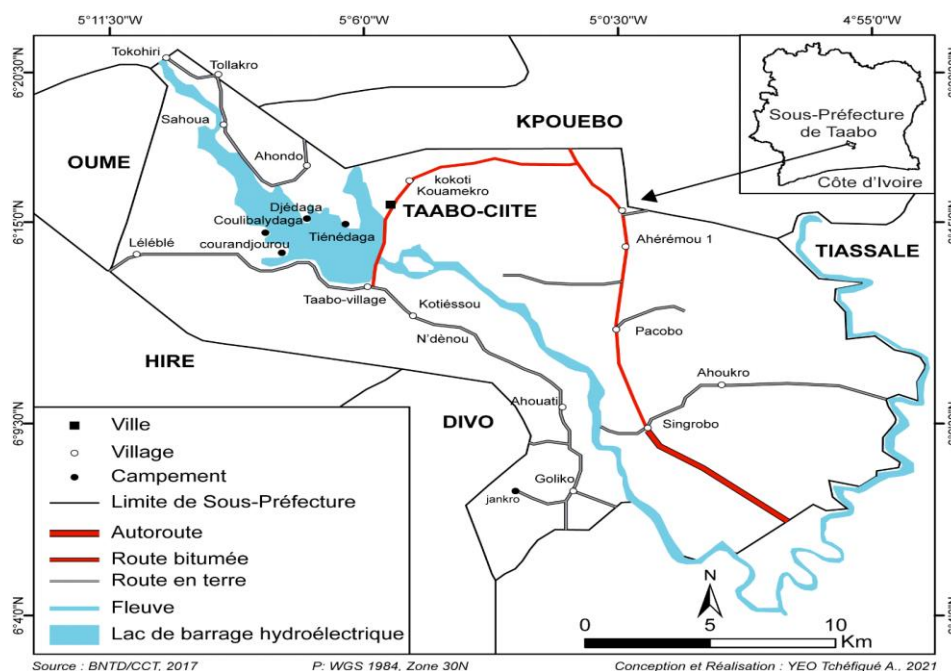 5°11'30"W
5°6'00"W
5°0'30"W
4°55'00"W
6°20'30"N
6°15'0"N
6°9'30"N
6°4'0"N
Tokohiri
Tollakro
Sahoua
Ahondo
OUME
KPOUEBO
Sous-Préfecture
de Taabo
Côte d'Ivoire
kokoti
Kouamekro
TAABO-CIITE
Djédaga
Coulibalydaga
Tiénédaga
courandjourou
Léléblé
Taabo-village
Kotiéssou
N'dènou
Ahérémou 1
TIASSALE
Pacobo
Ahoukro
Singrobo
HIRE
DIVO
Ahouati
Goliko
jankro
Ville
Village
Campement
Limite de Sous-Préfecture
Autoroute
Route bitumée
Route en terre
Fleuve
Lac de barrage hydroélectrique
N
0 5 10
Km
Source : BNTD/CCT, 2017 P: WGS 1984, Zone 30N Conception et Réalisation : YEO Tchéfigué A., 2021